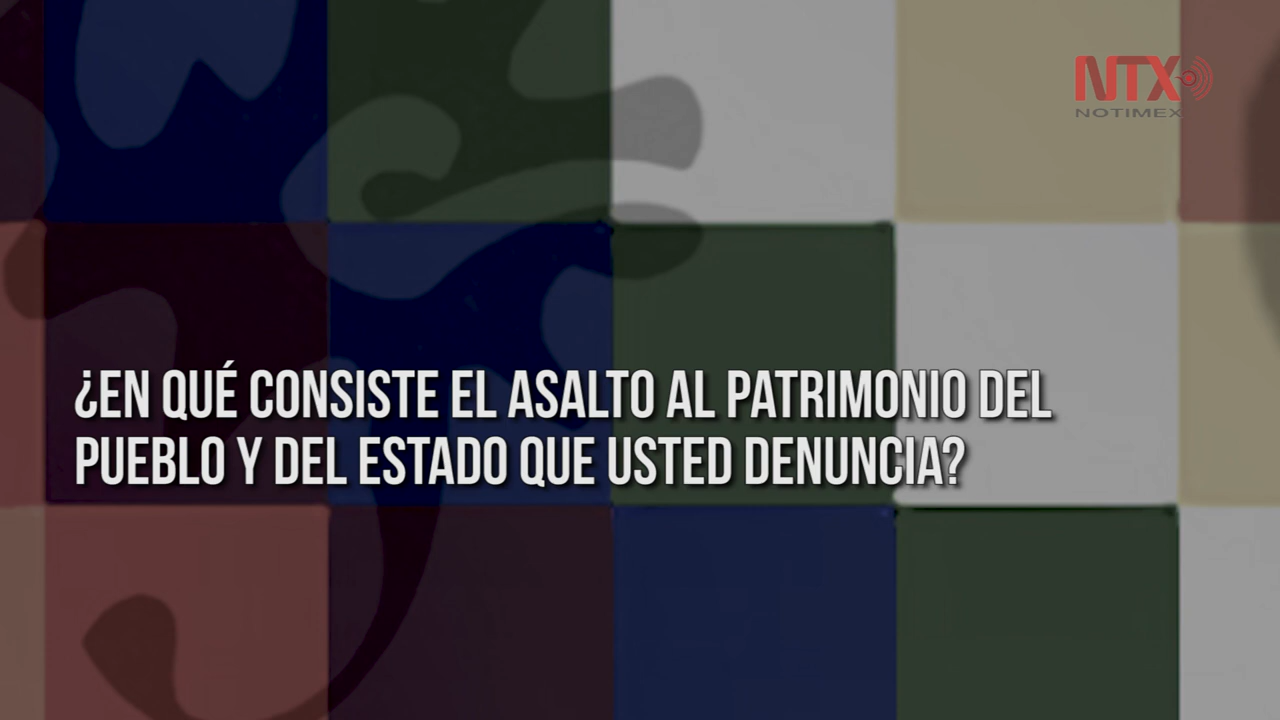 NTX
NOTIMEX
¿EN QUÉ CONSISTE EL ASALTO AL PATRIMONIO DEL
PUEBLO Y DEL ESTADO QUE USTED DENUNCIA?